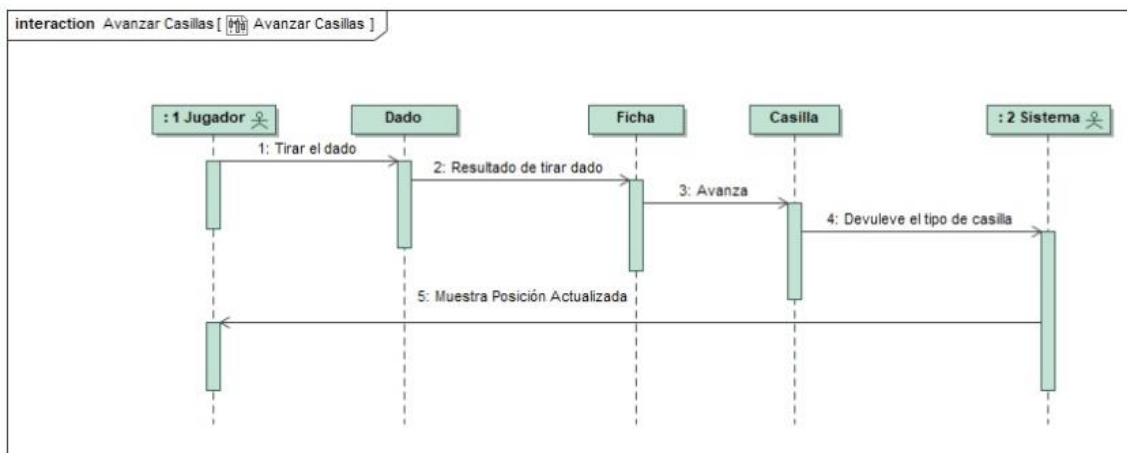 interaction Avanzar Casillas [ Avanzar Casillas ]
: 1 Jugador
Dado
Ficha
Casilla
: 2 Sistema
1: Tirar el dado
2: Resultado de tirar dado
3: Avanza
4: Devuleve el tipo de casilla
5: Muestra Posición Actualizada